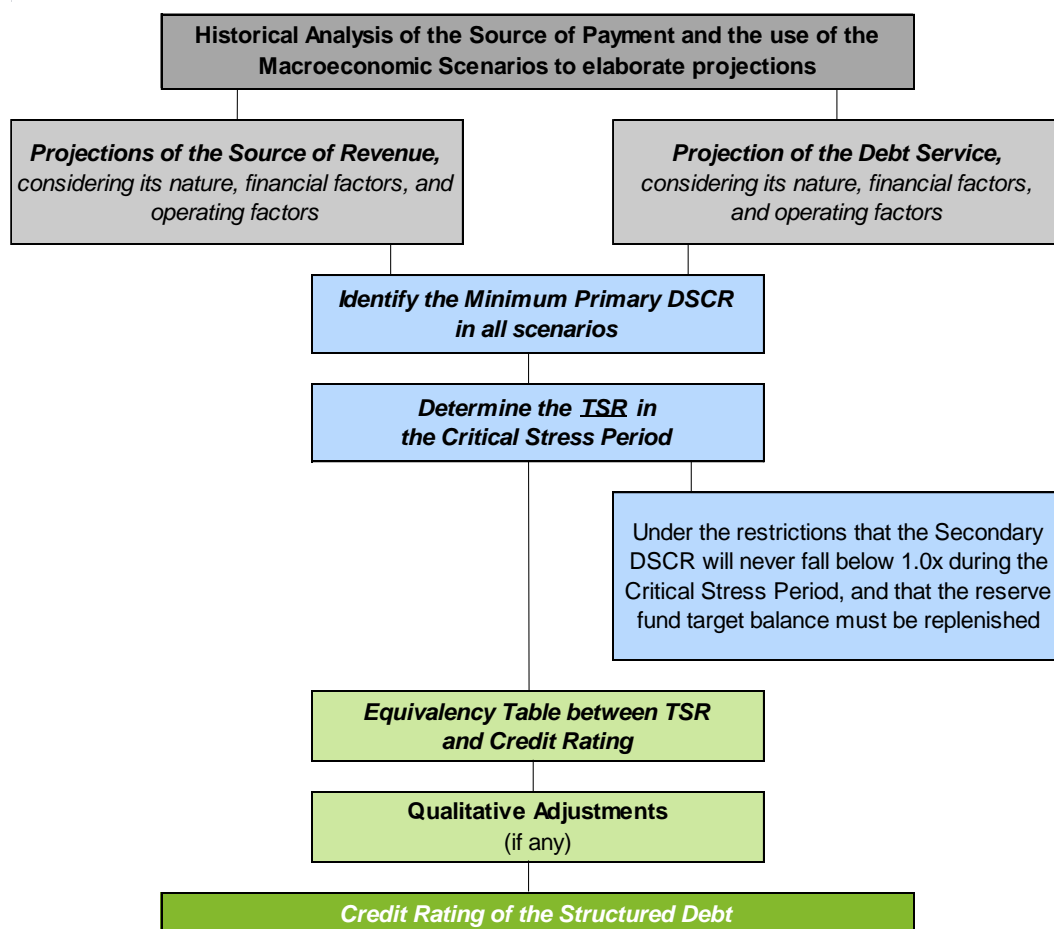 Historical Analysis of the Source of Payment and the use of the
Macroeconomic Scenarios to elaborate projections
Projections of the Source of Revenue,
considering its nature, financial factors, and
operating factors
Projection of the Debt Service,
considering its nature, financial factors,
and operating factors
Identify the Minimum Primary DSCR
in all scenarios
Determine the TSR in
the Critical Stress Period
Under the restrictions that the Secondary
DSCR will never fall below 1.0x during the
Critical Stress Period, and that the reserve
fund target balance must be replenished
Equivalency Table between TSR
and Credit Rating
Qualitative Adjustments
(if any)
Credit Rating of the Structured Debt